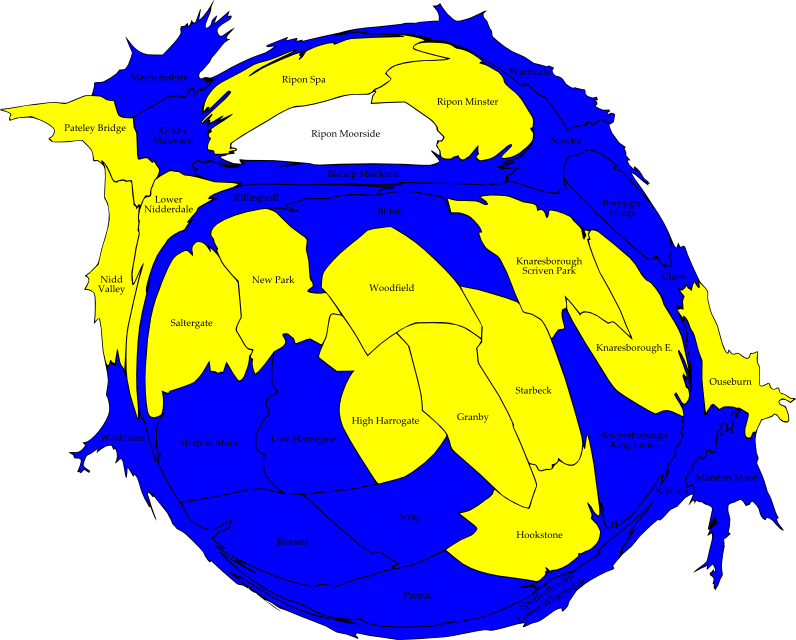 Wathvale
Mashamshire
Ripon Spa
Ripon Minster
Pateley Bridge
Kirkby
Malzeard
Ripon Moorside
Newby
Bishop Monkton
Lower
Nidderdale
Killinghall
Bilton
Borough-
bridge
Knaresborough
Scriven Park
Claro
Nidd
Valley
New Park
Woodfield
Saltergate
Knaresborough E.
Ouseburn
Starbeck
High Harrogate
Granby
Washburn
Harlow Moor
Low Harrogate
Knaresborough
King James
Marston Moor
Ribston
Stray
Rossett
Hookstone
Pannal
Spofforth with
Lower Wharfedale